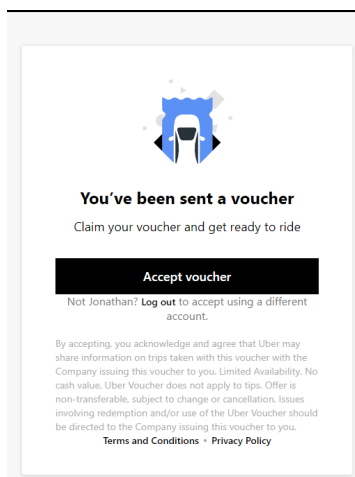 You've been sent a voucher
Claim your voucher and get ready to ride
Accept voucher
Not Jonathan? Log out to accept using a different
account.
By accepting, you acknowledge and agree that Uber may
share information on trips taken with this voucher with the
Company issuing this voucher to you. Limited Availability. No
cash value. Uber Voucher does not apply to tips. Offer is
non-transferable, subject to change or cancellation. Issues
involving redemption and/or use of the Uber Voucher should
be directed to the Company issuing this voucher to you.
Terms and Conditions • Privacy Policy